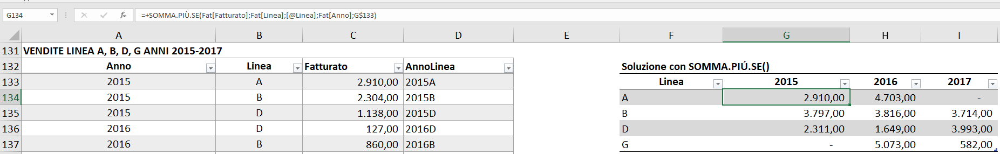 G134 fx =+SOMMA.PIÙ.SE(Fat[Fatturato];Fat[Linea];[@Linea];Fat[Anno];G$133)
A B C D E F G H I
131 VENDITE LINEA A, B, D, G ANNI 2015-2017
132 Anno Linea Fatturato AnnoLinea Soluzione con SOMMA.PIÚ.SE()
133 2015 A 2.910,00 2015A Linea 2015 2016 2017
134 2015 B 2.304,00 2015B A 2.910,00 4.703,00 -
135 2015 D 1.138,00 2015D B 3.797,00 3.816,00 3.714,00
136 2016 D 127,00 2016D D 2.311,00 1.649,00 3.993,00
137 2016 B 860,00 2016B G - 5.073,00 582,00